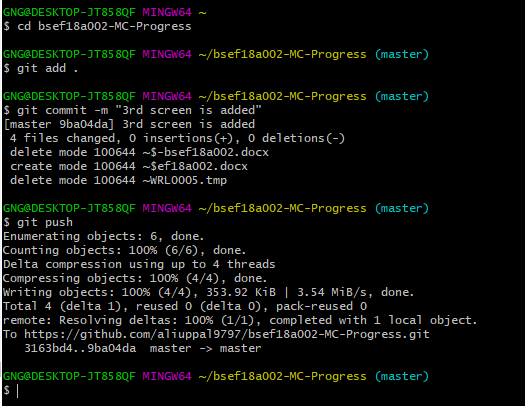 GNG@DESKTOP-JT858QF MINGW64 ~
$ cd bsef18a002-MC-Progress
GNG@DESKTOP-JT858QF MINGW64 ~/bsef18a002-MC-Progress (master)
$ git add .
GNG@DESKTOP-JT858QF MINGW64 ~/bsef18a002-MC-Progress (master)
$ git commit -m "3rd screen is added"
[master 9ba04da] 3rd screen is added
 4 files changed, 0 insertions(+), 0 deletions(-)
 delete mode 100644 ~$-bsef18a002.docx
 create mode 100644 ~$ef18a002.docx
 delete mode 100644 ~WRL0005.tmp
GNG@DESKTOP-JT858QF MINGW64 ~/bsef18a002-MC-Progress (master)
$ git push
Enumerating objects: 6, done.
Counting objects: 100% (6/6), done.
Delta compression using up to 4 threads
Compressing objects: 100% (4/4), done.
Writing objects: 100% (4/4), 353.92 KiB | 3.54 MiB/s, done.
Total 4 (delta 1), reused 0 (delta 0), pack-reused 0
remote: Resolving deltas: 100% (1/1), completed with 1 local object.
To https://github.com/aliuppal9797/bsef18a002-MC-Progress.git
   3163bd4..9ba04da  master -> master
GNG@DESKTOP-JT858QF MINGW64 ~/bsef18a002-MC-Progress (master)
$